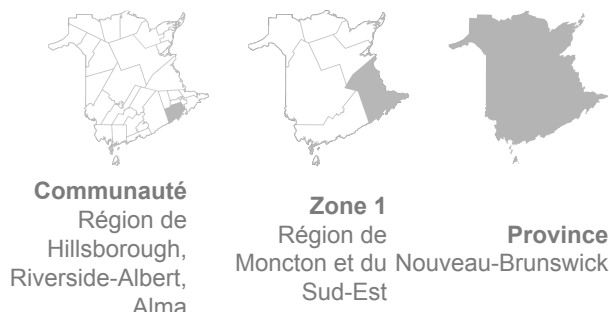 Communauté
Région de
Hillsborough,
Riverside-Albert,
Alma
Zone 1
Région de
Moncton et du
Sud-Est
Province
Nouveau-Brunswick